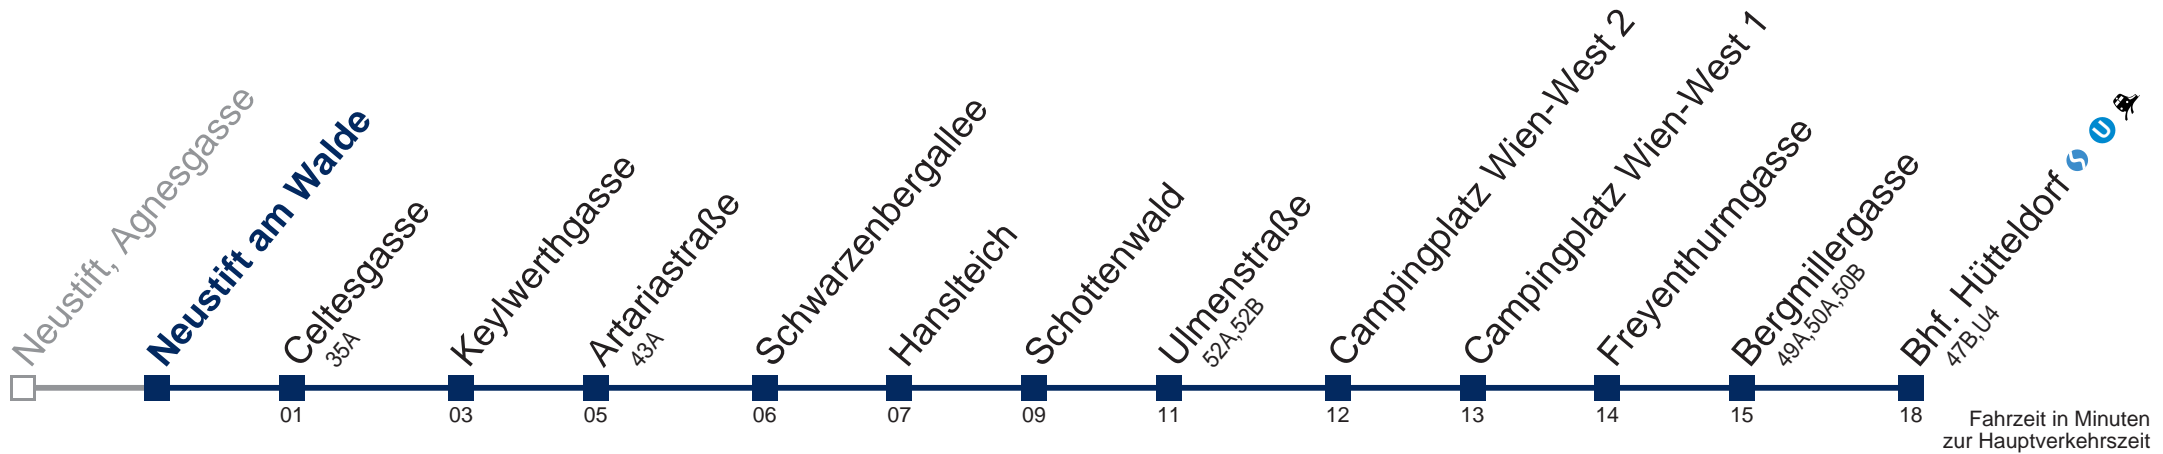 Neustift, Agnesgasse
Neustift am Walde
Celtesgasse
35A
Keylwerthgasse
Artariastraße
43A
Schwarzenbergallee
Hanslteich
Schottenwald
Ulmenstraße
52A,52B
Campingplatz Wien-West 2
Campingplatz Wien-West 1
Freyenthurmgasse
Bergmillergasse
49A,50A,50B
Bhf. Hütteldorf S U
47B,U4
01 03 05 06 07 09 11 12 13 14 15 18
Fahrzeit in Minuten
zur Hauptverkehrszeit